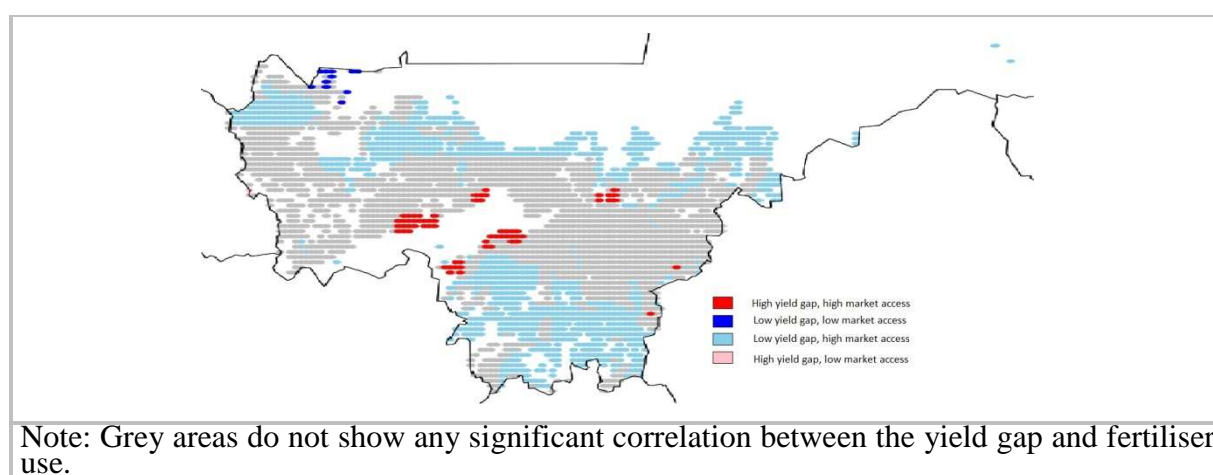 High yield gap, high market access
Low yield gap, low market access
Low yield gap, high market access
High yield gap, low market access
Note: Grey areas do not show any significant correlation between the yield gap and fertiliser
use.